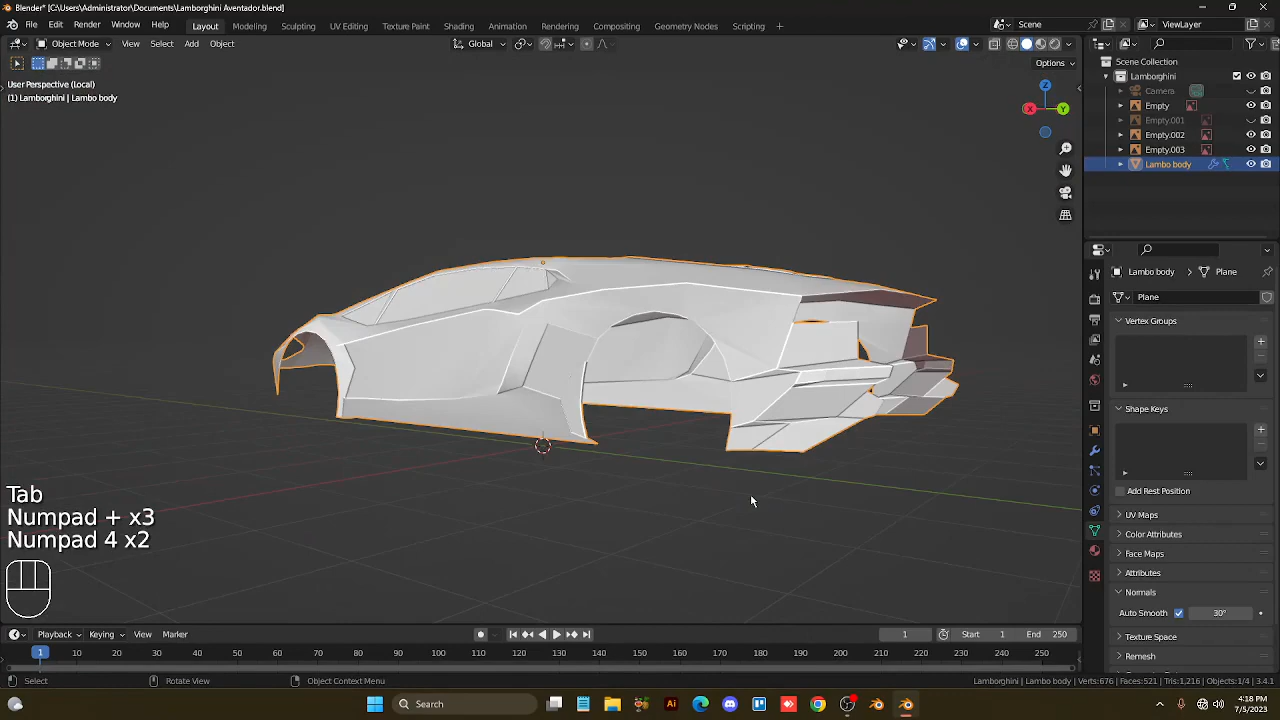 Blender* [C:\Users\Administrator\Documents\Lamborghini Aventador.blend]
File Edit Render Window Help Layout Modeling Sculpting UV Editing Texture Paint Shading Animation Rendering Compositing Geometry Nodes Scripting + Scene ViewLayer
Object Mode View Select Add Object Global
Options
User Perspective (Local)
(1) Lamborghini | Lambo body
Z
X
Y
Scene Collection
Lamborghini
Camera
Empty
Empty.001
Empty.002
Empty.003
Lambo body
Lambo body Plane
Plane
Vertex Groups
Shape Keys
Add Rest Position
UV Maps
Color Attributes
Face Maps
Attributes
Normals
Auto Smooth 30°
Texture Space
Remesh
Tab
Numpad + x3
Numpad 4 x2
Playback Keying View Marker 1 Start 1 End 250
1 10 20 30 40 50 60 70 80 90 100 110 120 130 140 150 160 170 180 190 200 210 220 230 240 250
Select Rotate View Object Context Menu Lamborghini | Lambo body | Verts:676 | Faces:521 | Tris:1,216 | Objects:1/4 | 3.4.1
Search Ai 4:18 PM
7/5/2023